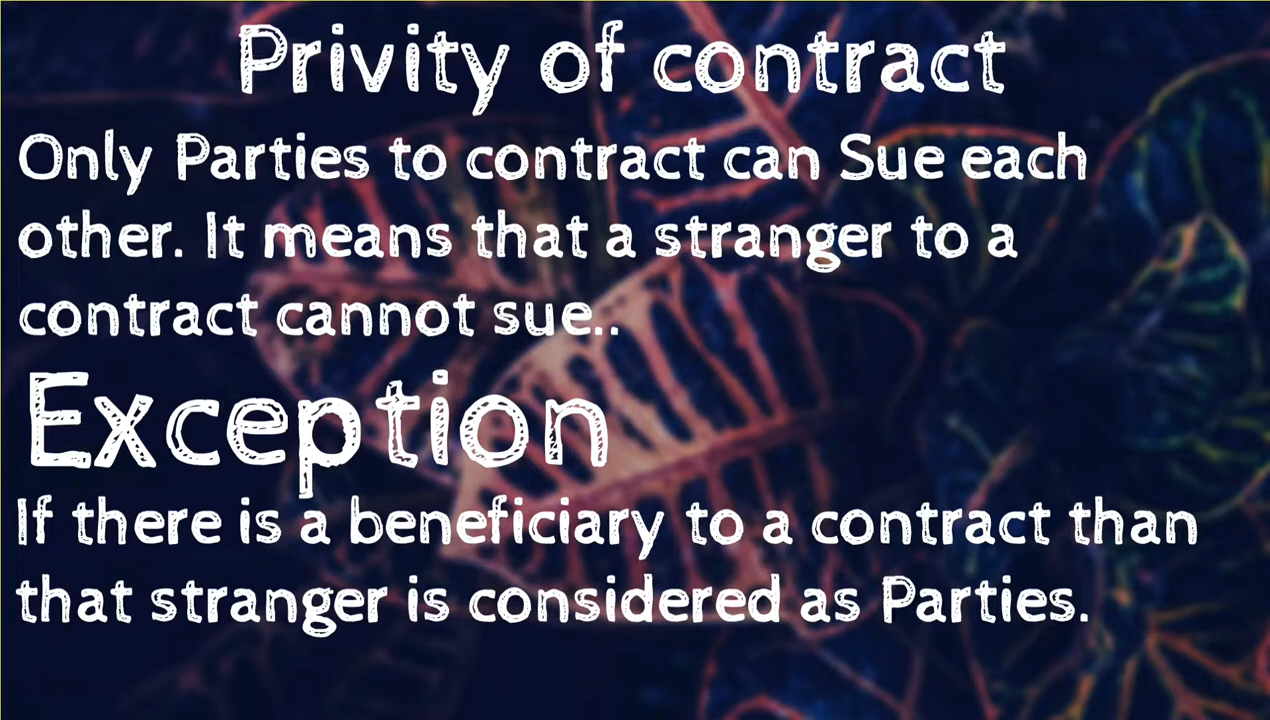 Privity of contract
Only Parties to contract can Sue each
other. It means that a stranger to a
contract cannot sue..
Exception
If there is a beneficiary to a contract than
that stranger is considered as Parties.